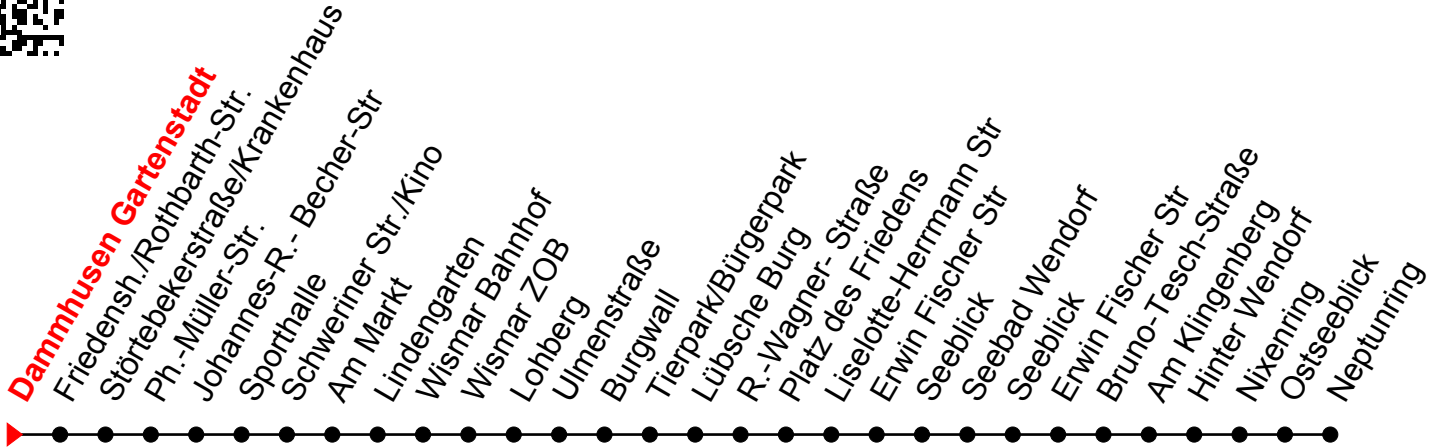 Dammhusen Gartenstadt
Friedensh./Rothbarth-Str.
Störtebekerstraße/Krankenhaus
Ph.-Müller-Str.
Johannes-R.- Becher-Str
Sporthalle
Schweriner Str./Kino
Am Markt
Lindengarten
Wismar Bahnhof
Wismar ZOB
Lohberg
Ulmenstraße
Burgwall
Tierpark/Bürgerpark
Lübsche Burg
R.-Wagner- Straße
Platz des Friedens
Liselotte-Herrmann Str
Erwin Fischer Str
Seeblick
Seebad Wendorf
Seeblick
Erwin Fischer Str
Bruno-Tesch-Straße
Am Klingenberg
Hinter Wendorf
Nixenring
Ostseeblick
Neptunring